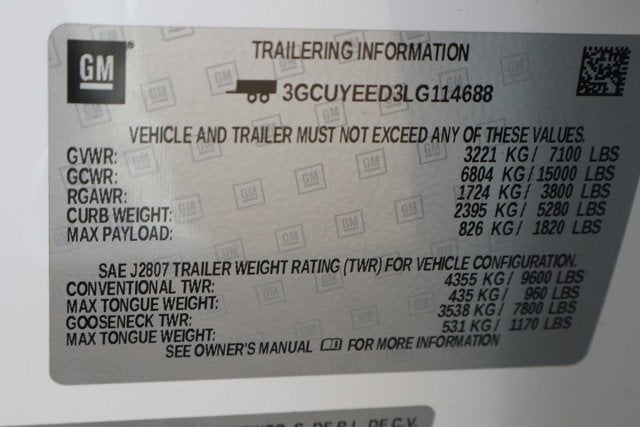 GM
TRAILERING INFORMATION
3GCUYEED3LG114688
VEHICLE AND TRAILER MUST NOT EXCEED ANY OF THESE VALUES.
GVWR: 3221 KG/ 7100 LBS
GCWR: 6804 KG/ 15000 LBS
RGAWR: 1724 KG/ 3800 LBS
CURB WEIGHT: 2395 KG/ 5280 LBS
MAX PAYLOAD: 826 KG/ 1820 LBS
SAE J2807 TRAILER WEIGHT RATING (TWR) FOR VEHICLE CONFIGURATION.
CONVENTIONAL TWR: 4355 KG/ 9600 LBS
MAX TONGUE WEIGHT: 435 KG/ 960 LBS
GOOSENECK TWR: 3538 KG/ 7800 LBS
MAX TONGUE WEIGHT: 531 KG/ 1170 LBS
SEE OWNER'S MANUAL FOR MORE INFORMATION
S. DE R.L. DE C.V.